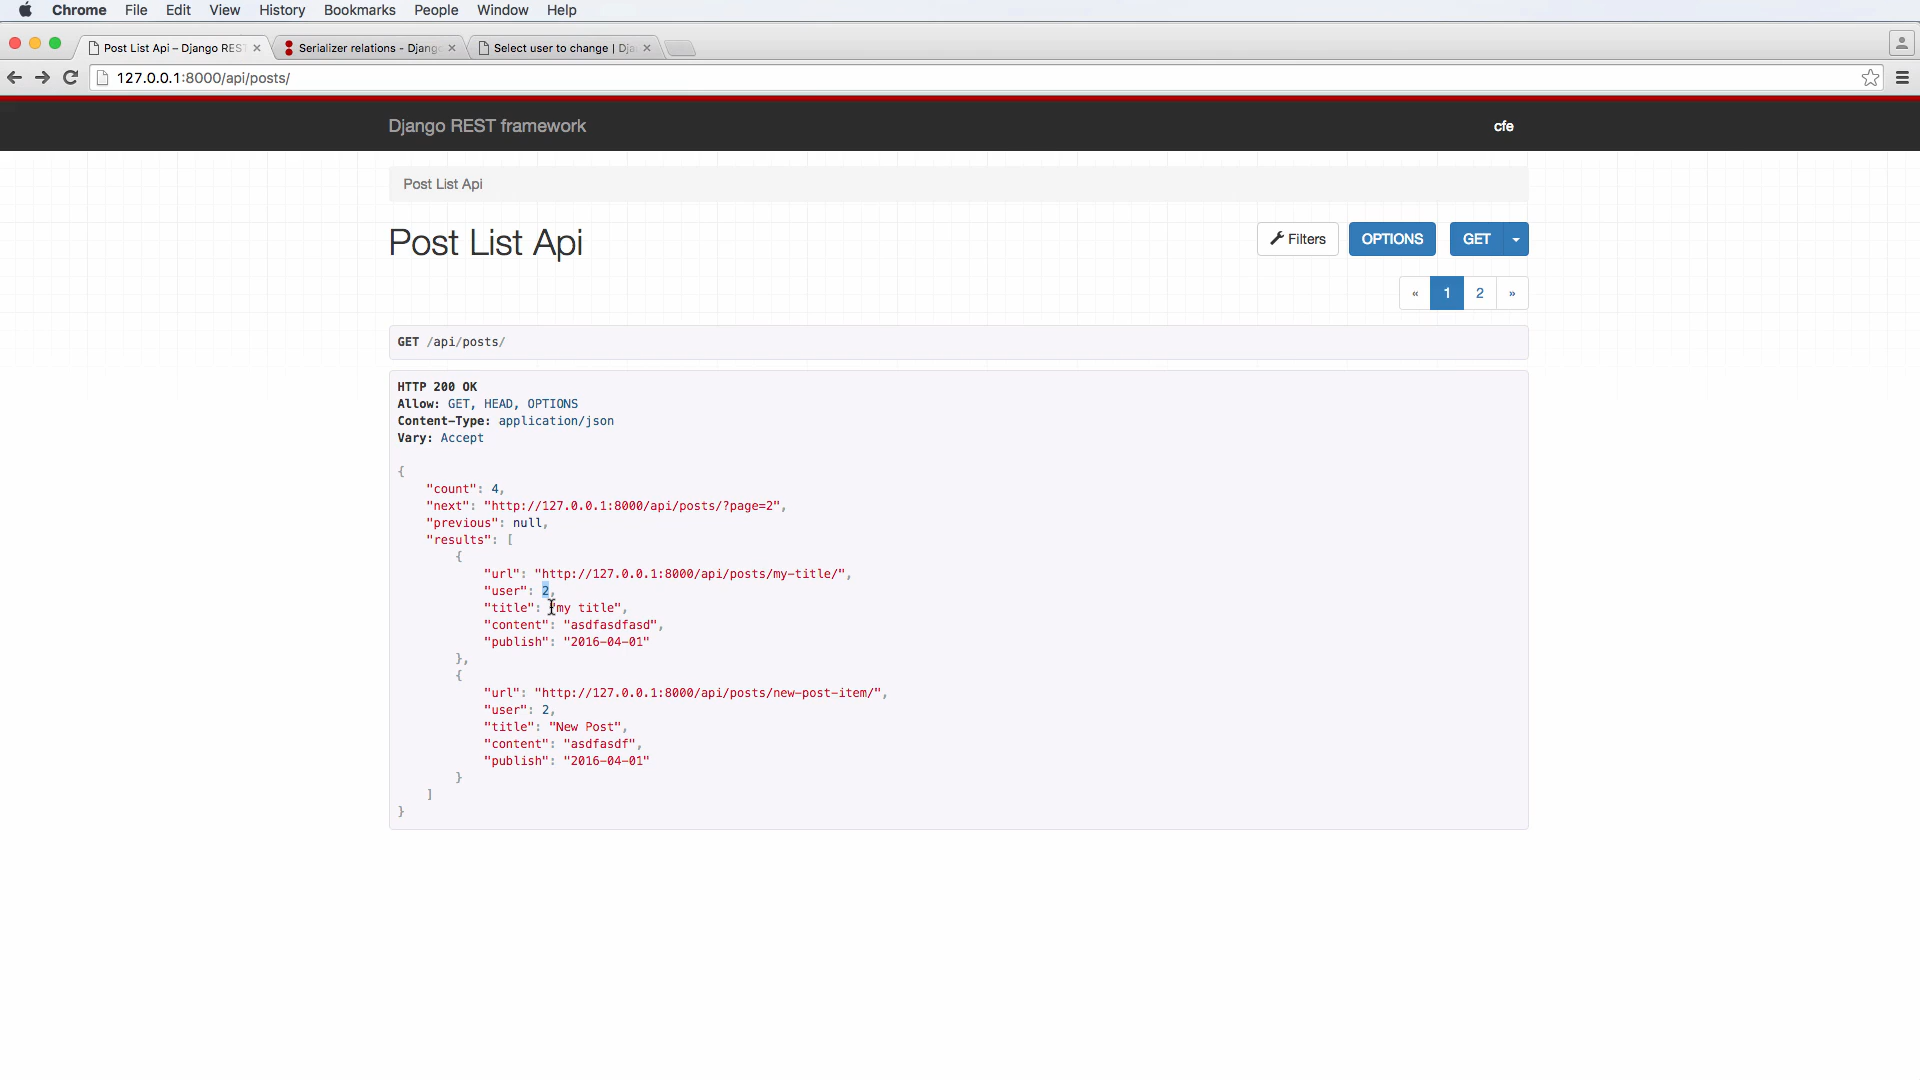 Chrome File Edit View History Bookmarks People Window Help
Post List Api – Django REST Serializer relations - Django Select user to change | Dja
127.0.0.1:8000/api/posts/
Django REST framework cfe
Post List Api
Post List Api Filters OPTIONS GET
« 1 2 »
GET /api/posts/
HTTP 200 OK
Allow: GET, HEAD, OPTIONS
Content-Type: application/json
Vary: Accept
{
"count": 4,
"next": "http://127.0.0.1:8000/api/posts/?page=2",
"previous": null,
"results": [
{
"url": "http://127.0.0.1:8000/api/posts/my-title/",
"user": 2,
"title": "my title",
"content": "asdfasdfasd",
"publish": "2016-04-01"
},
{
"url": "http://127.0.0.1:8000/api/posts/new-post-item/",
"user": 2,
"title": "New Post",
"content": "asdfasdf",
"publish": "2016-04-01"
}
]
}